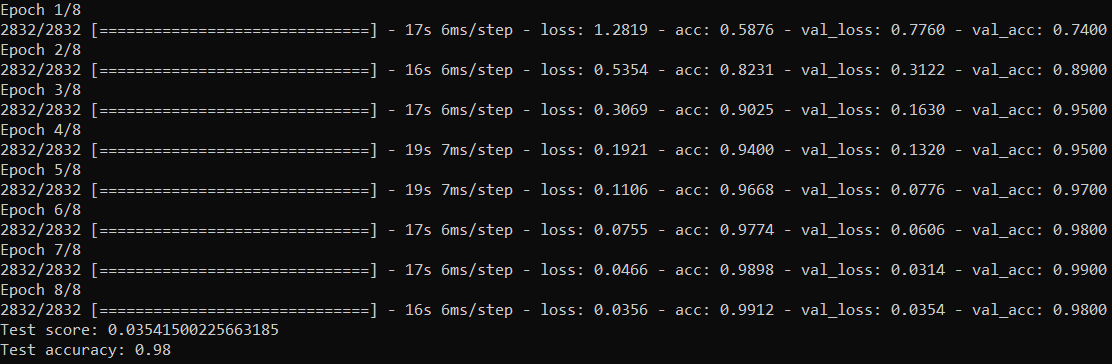 Epoch 1/8
2832/2832 [==============================] - 17s 6ms/step - loss: 1.2819 - acc: 0.5876 - val_loss: 0.7760 - val_acc: 0.7400
Epoch 2/8
2832/2832 [==============================] - 16s 6ms/step - loss: 0.5354 - acc: 0.8231 - val_loss: 0.3122 - val_acc: 0.8900
Epoch 3/8
2832/2832 [==============================] - 17s 6ms/step - loss: 0.3069 - acc: 0.9025 - val_loss: 0.1630 - val_acc: 0.9500
Epoch 4/8
2832/2832 [==============================] - 19s 7ms/step - loss: 0.1921 - acc: 0.9400 - val_loss: 0.1320 - val_acc: 0.9500
Epoch 5/8
2832/2832 [==============================] - 19s 7ms/step - loss: 0.1106 - acc: 0.9668 - val_loss: 0.0776 - val_acc: 0.9700
Epoch 6/8
2832/2832 [==============================] - 17s 6ms/step - loss: 0.0755 - acc: 0.9774 - val_loss: 0.0606 - val_acc: 0.9800
Epoch 7/8
2832/2832 [==============================] - 17s 6ms/step - loss: 0.0466 - acc: 0.9898 - val_loss: 0.0314 - val_acc: 0.9900
Epoch 8/8
2832/2832 [==============================] - 16s 6ms/step - loss: 0.0356 - acc: 0.9912 - val_loss: 0.0354 - val_acc: 0.9800
Test score: 0.03541500225663185
Test accuracy: 0.98